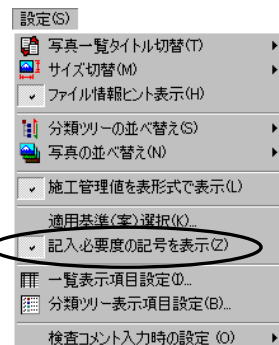 設定(S)
写真一覧タイトル切替(T)
サイズ切替(M)
ファイル情報ヒント表示(H)
分類ツリーの並べ替え(S)
写真の並べ替え(N)
施工管理値を表形式で表示(L)
適用基準(案)選択(K)...
記入必要度の記号を表示(Z)
一覧表示項目設定(I)...
分類ツリー表示項目設定(B)...
検査コメント入力時の設定 (O)